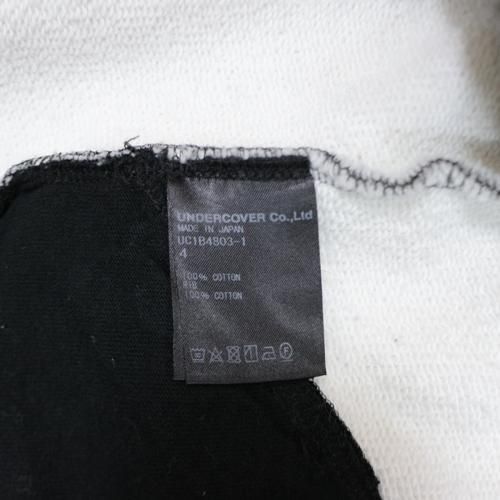 UNDERCOVER Co.,Ltd
MADE IN JAPAN
UC1B4803-1
4
100% COTTON
RIB
100% COTTON